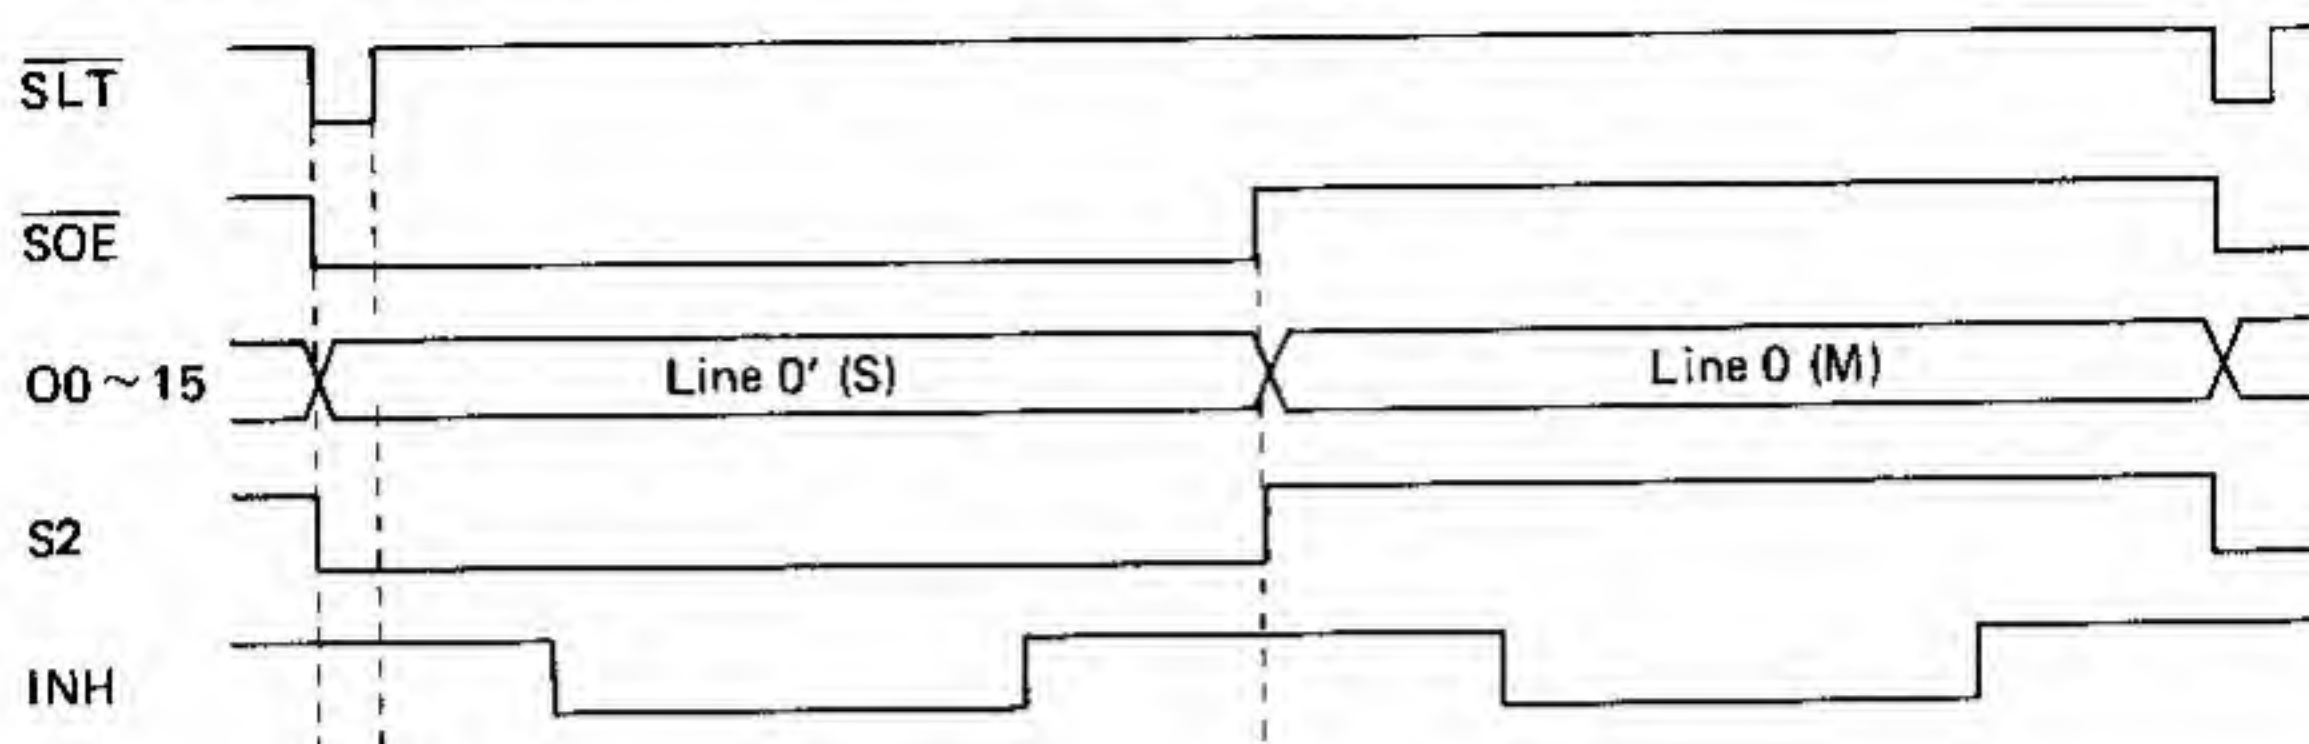 SLT
SOE
O0 ~ 15
Line 0' (S)
Line 0 (M)
S2
INH